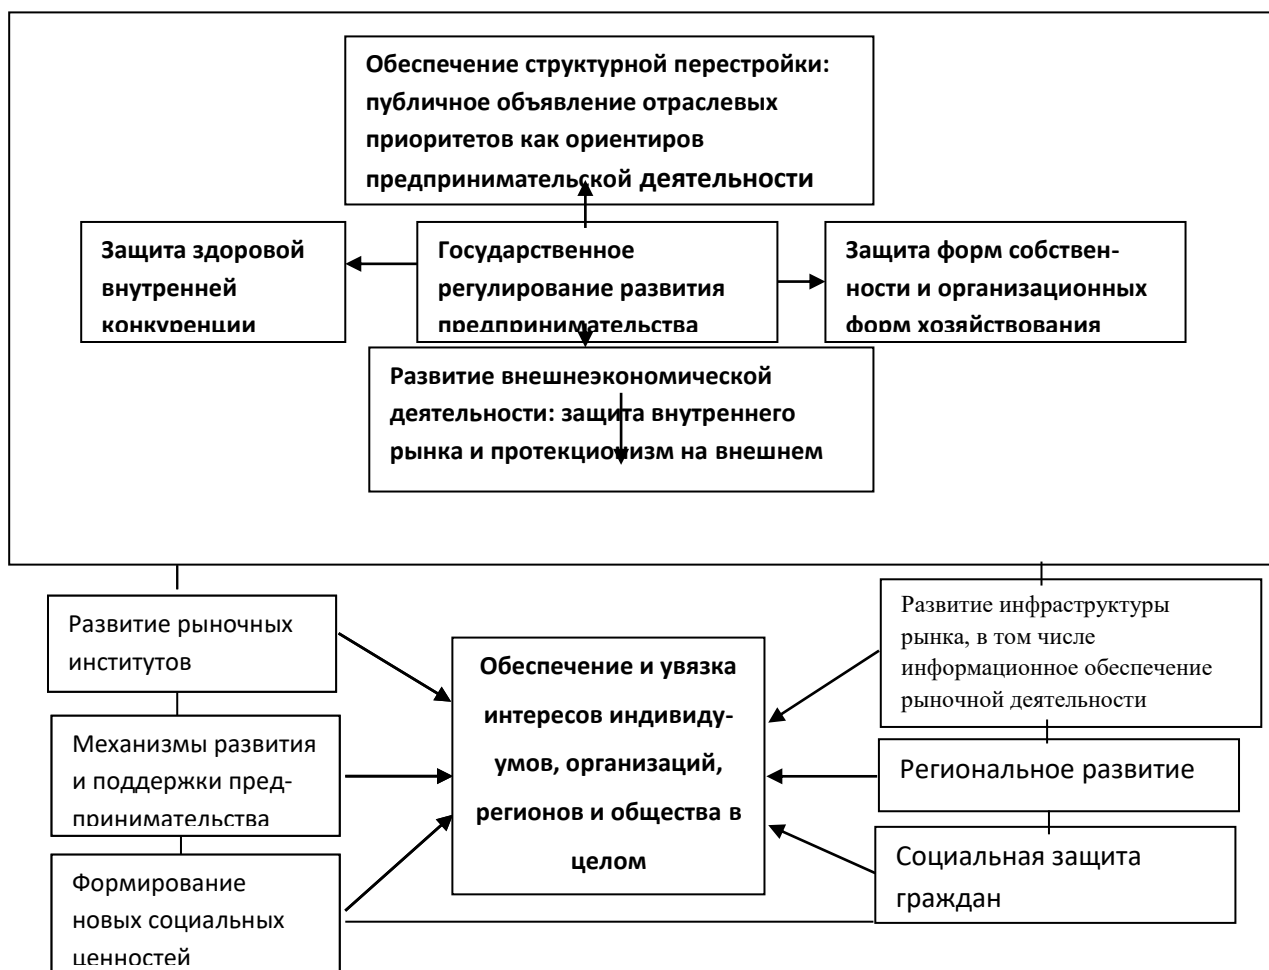 Обеспечение структурной перестройки:
публичное объявление отраслевых
приоритетов как ориентиров
предпринимательской деятельности
Защита здоровой
внутренней
конкуренции
Государственное
регулирование развития
предпринимательства
Защита форм собствен-
ности и организационных
форм хозяйствования
Развитие внешнеэкономической
деятельности: защита внутреннего
рынка и протекционизм на внешнем
Развитие рыночных
институтов
Механизмы развития
и поддержки пред-
принимательства
Формирование
новых социальных
ценностей
Обеспечение и увязка
интересов индивиду-
умов, организаций,
регионов и общества в
целом
Развитие инфраструктуры
рынка, в том числе
информационное обеспечение
рыночной деятельности
Региональное развитие
Социальная защита
граждан